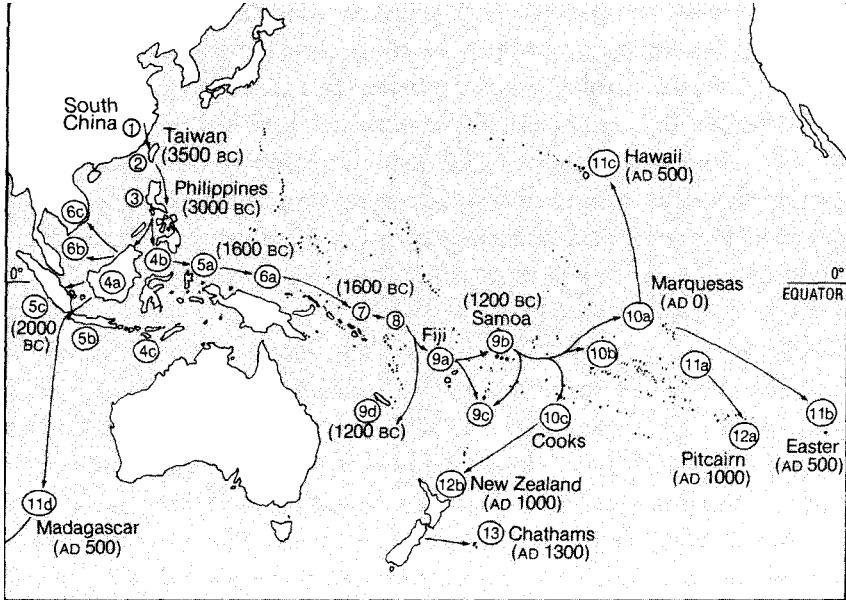 South
China
1
Taiwan
(3500 BC)
2
Philippines
(3000 BC)
3
6c
6b
4b
5a
(1600 BC)
6a
4a
0°
5c
(2000
BC)
5b
4c
(1600 BC)
7
8
Fiji
9a
(1200 BC)
Samoa
9b
9c
9d
(1200 BC)
11c
Hawaii
(AD 500)
Marquesas
(AD 0)
10a
0°
EQUATOR
10b
11a
10c
Cooks
11b
Easter
(AD 500)
12a
Pitcairn
(AD 1000)
12b
New Zealand
(AD 1000)
13
Chathams
(AD 1300)
11d
Madagascar
(AD 500)